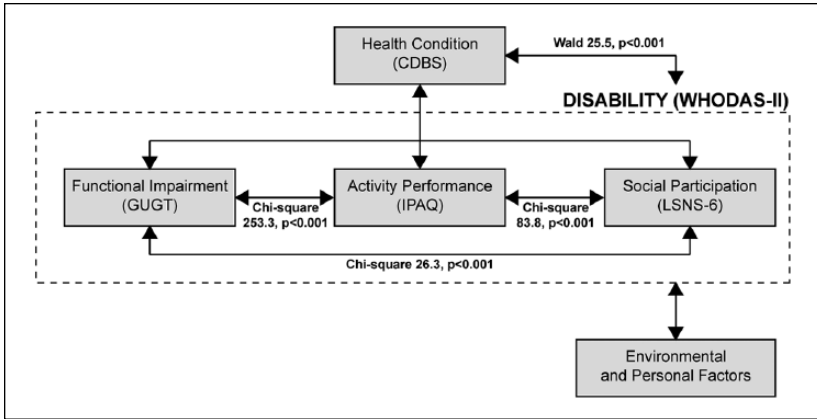 Health Condition
(CDBS)
Wald 25.5, p<0.001
DISABILITY (WHODAS-II)
Functional Impairment
(GUGT)
Chi-square
253.3, p<0.001
Activity Performance
(IPAQ)
Chi-square
83.8, p<0.001
Social Participation
(LSNS-6)
Chi-square 26.3, p<0.001
Environmental
and Personal Factors